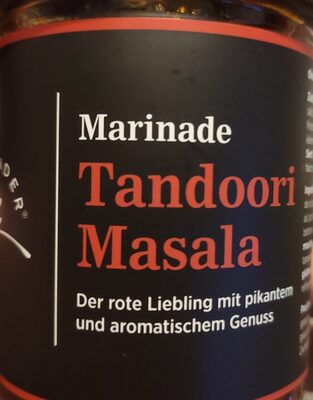 Marinade
Tandoori
Masala
Der rote Liebling mit pikantem
und aromatischem Genuss